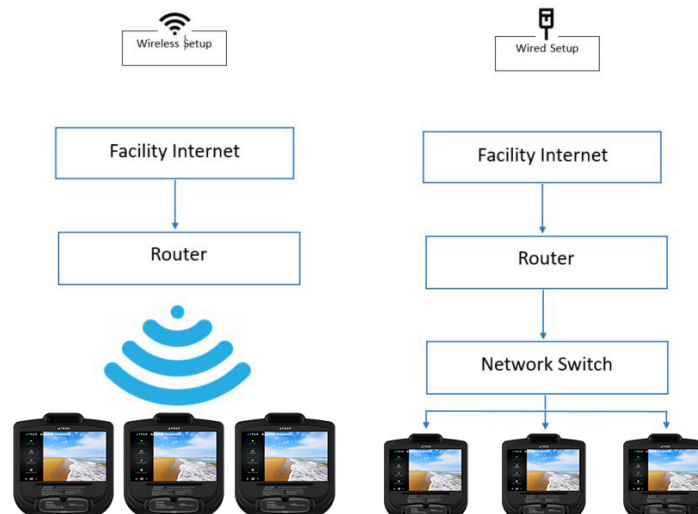 Wireless Setup
Wired Setup
Facility Internet
Router
Facility Internet
Router
Network Switch